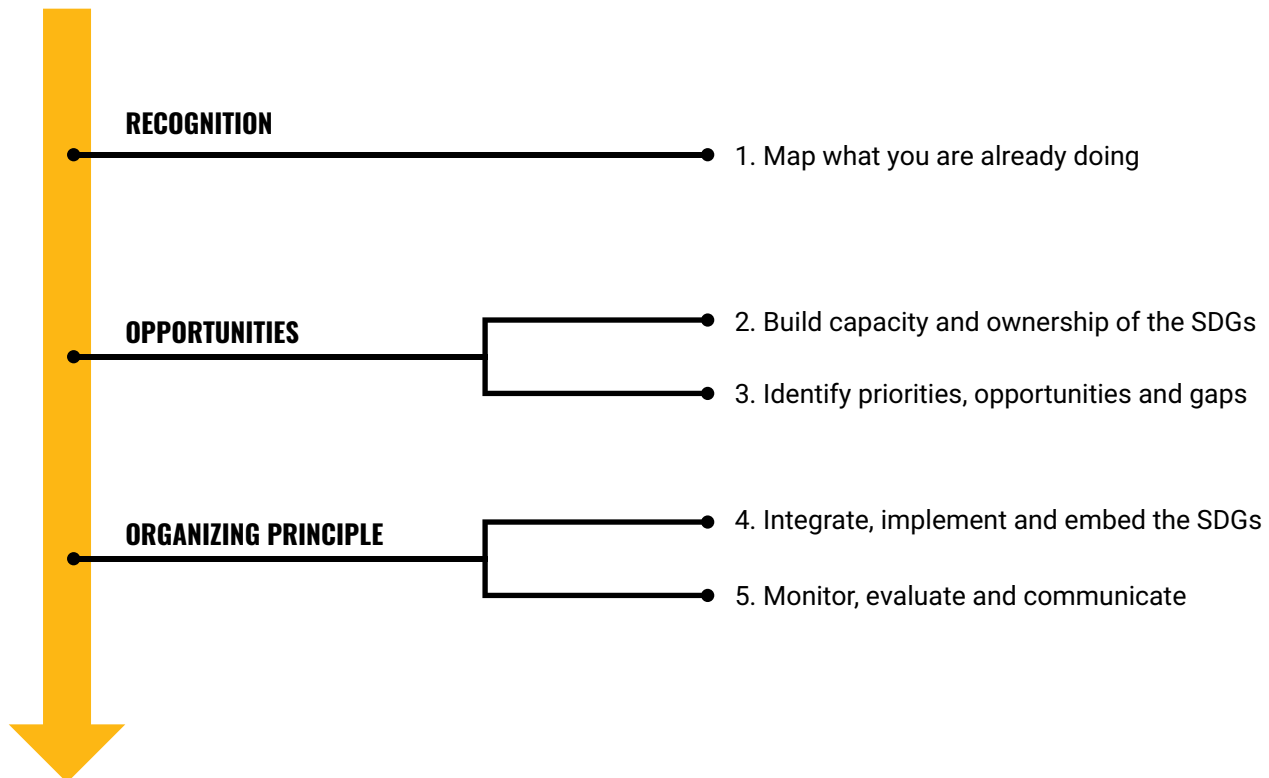 RECOGNITION
1. Map what you are already doing
OPPORTUNITIES
2. Build capacity and ownership of the SDGs
3. Identify priorities, opportunities and gaps
ORGANIZING PRINCIPLE
4. Integrate, implement and embed the SDGs
5. Monitor, evaluate and communicate